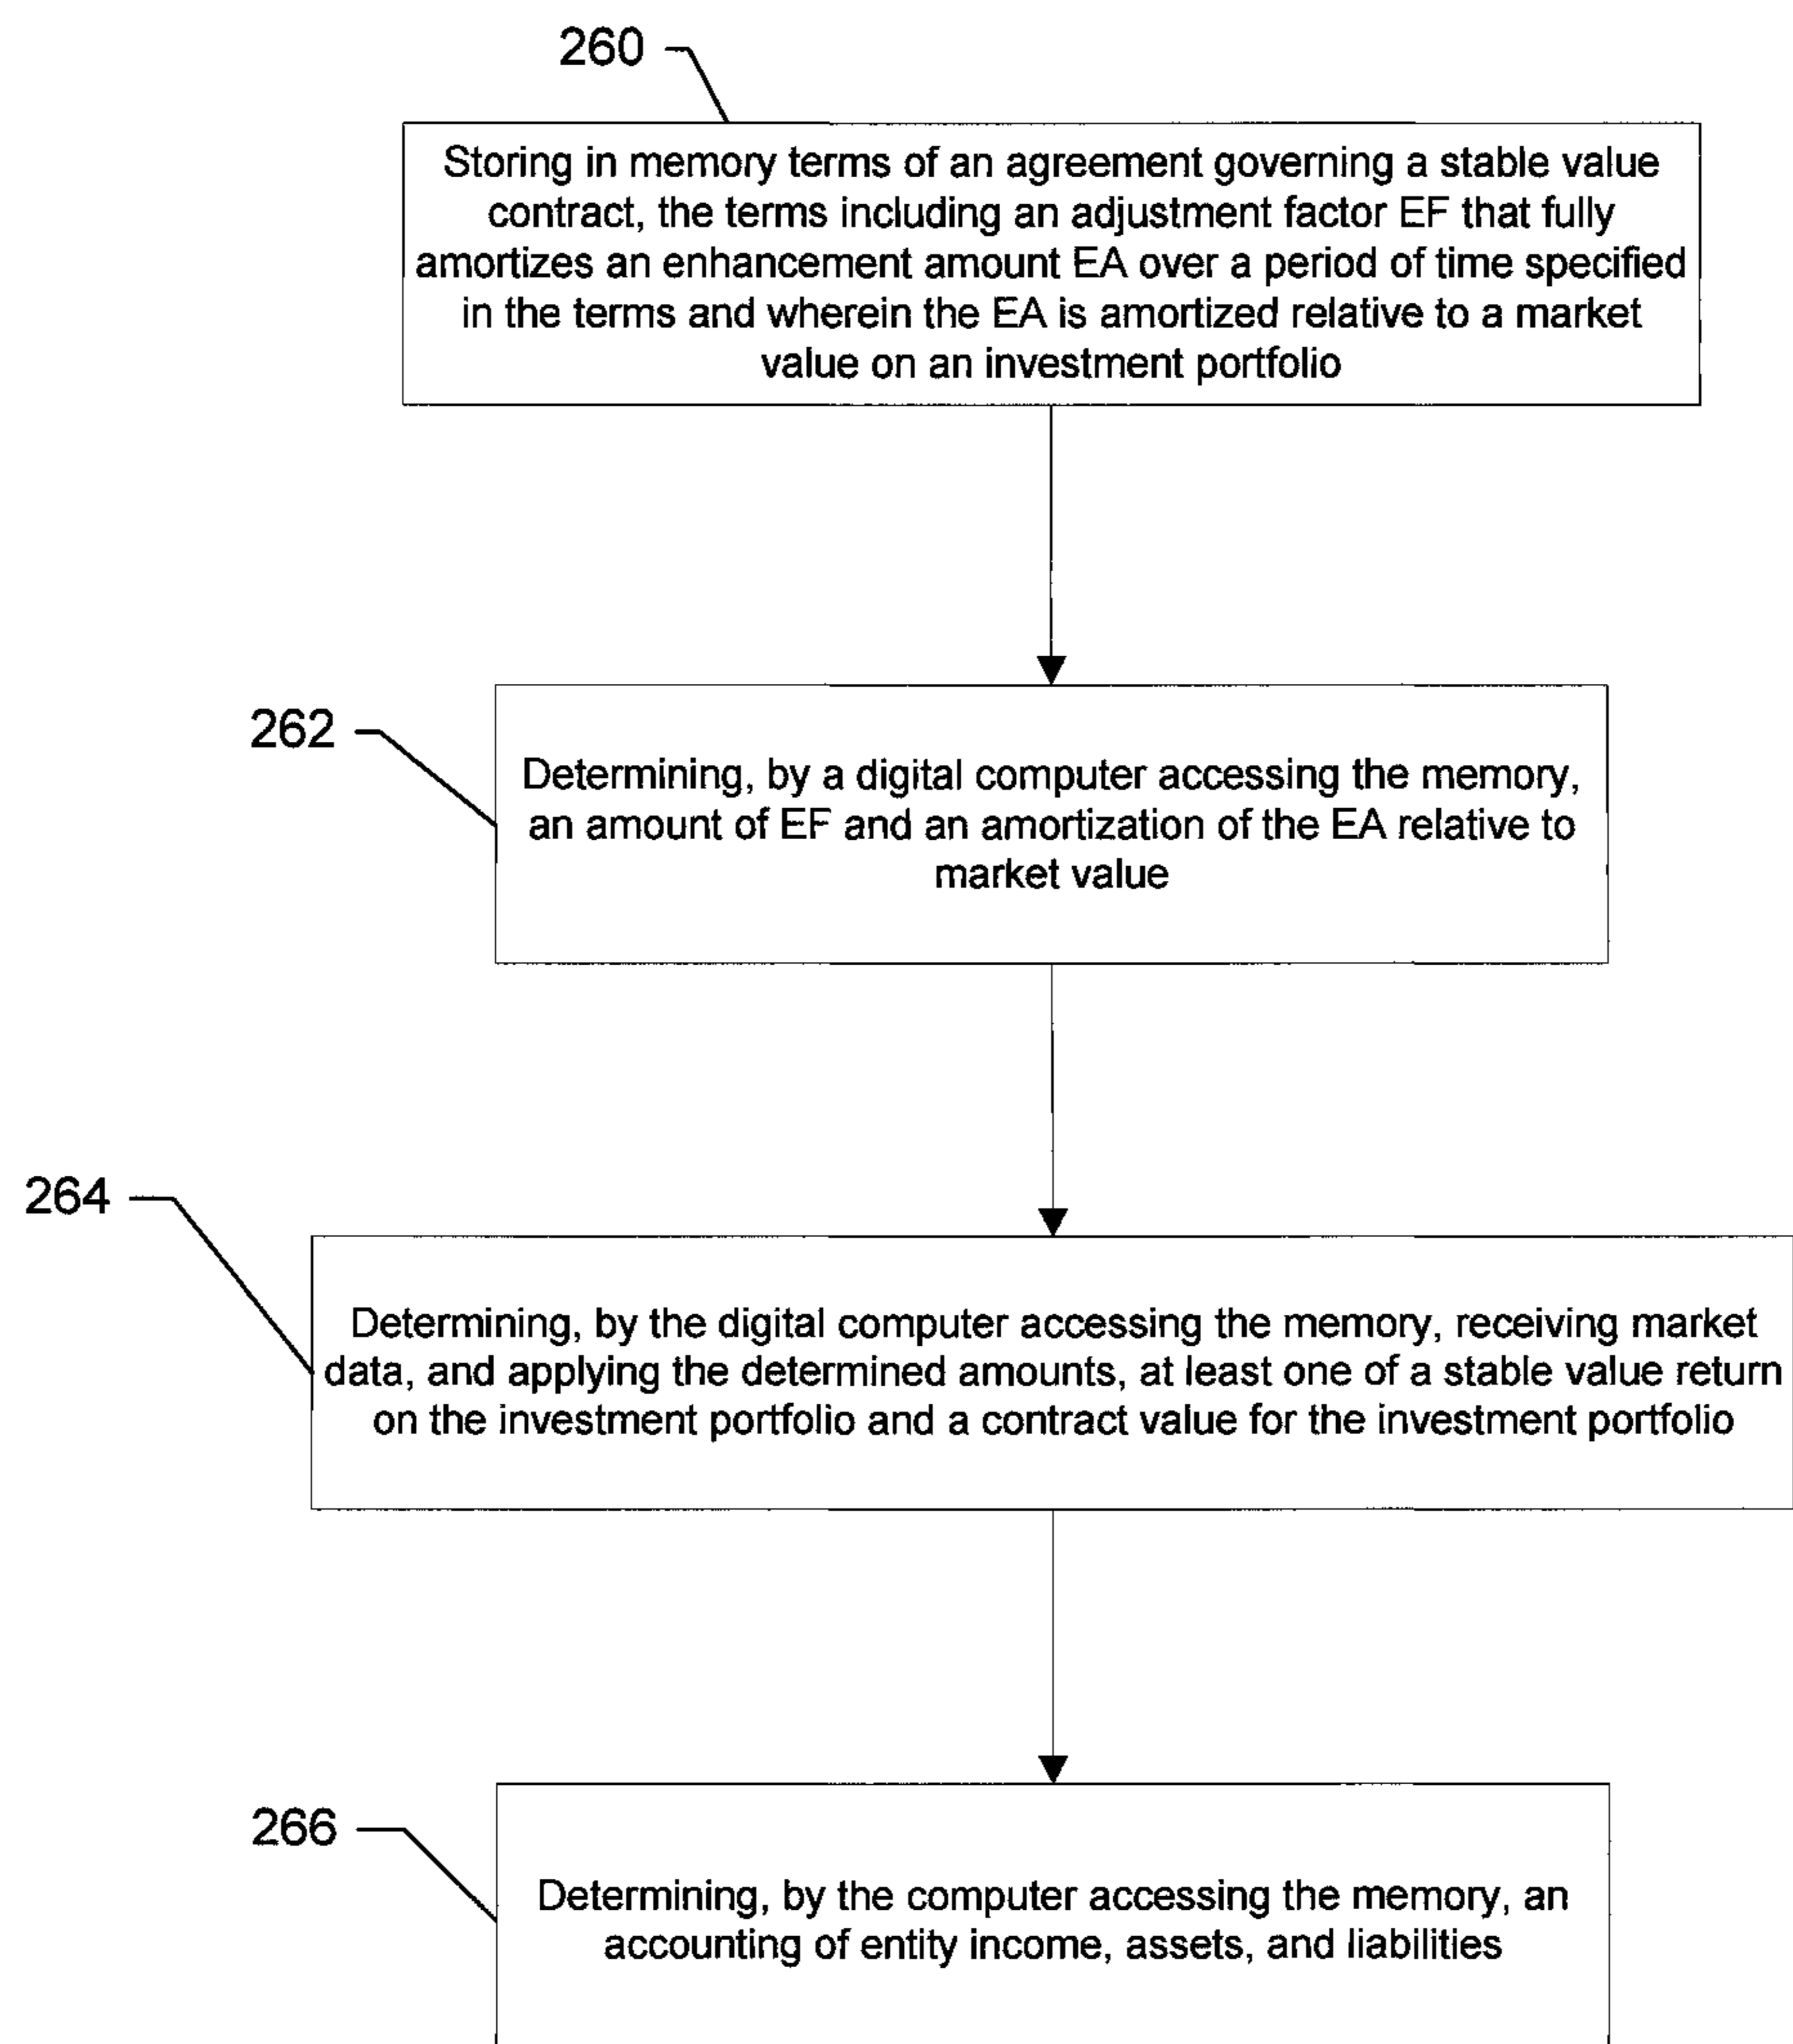 260
Storing in memory terms of an agreement governing a stable value
contract, the terms including an adjustment factor EF that fully
amortizes an enhancement amount EA over a period of time specified
in the terms and wherein the EA is amortized relative to a market
value on an investment portfolio
262
Determining, by a digital computer accessing the memory,
an amount of EF and an amortization of the EA relative to
market value
264
Determining, by the digital computer accessing the memory, receiving market
data, and applying the determined amounts, at least one of a stable value return
on the investment portfolio and a contract value for the investment portfolio
266
Determining, by the computer accessing the memory, an
accounting of entity income, assets, and liabilities